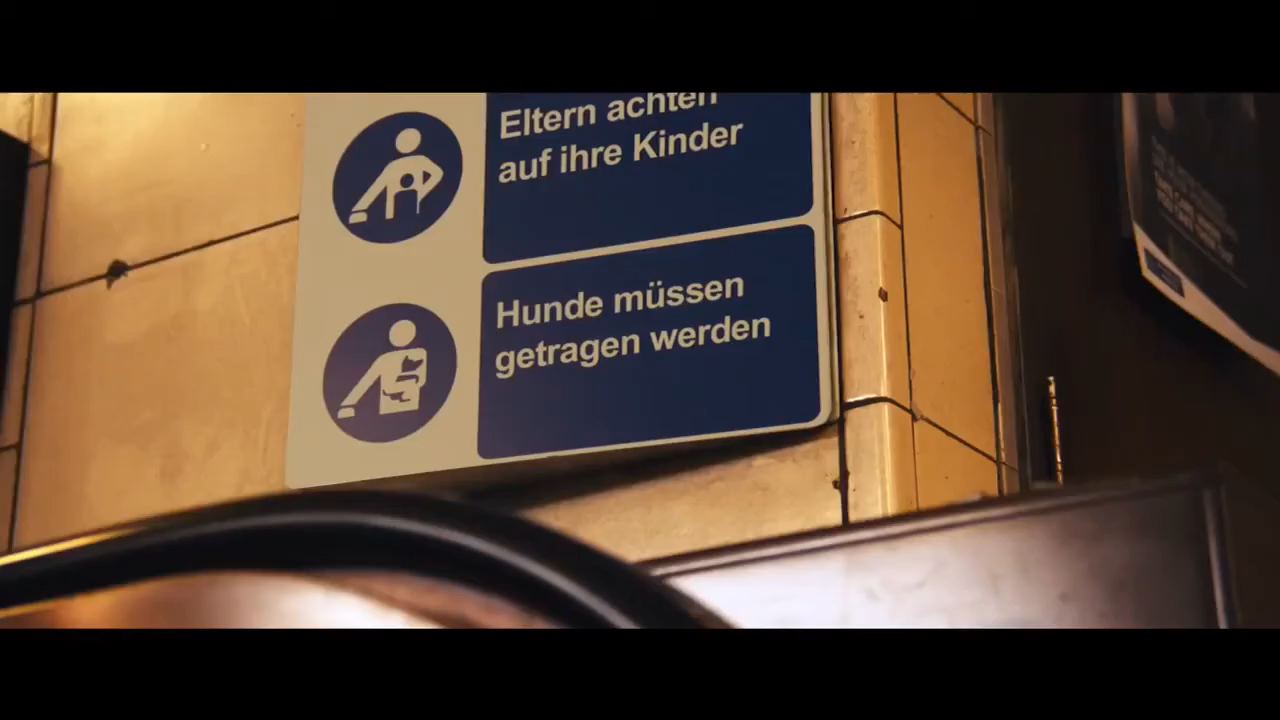 Eltern achten
auf ihre Kinder
Hunde müssen
getragen werden